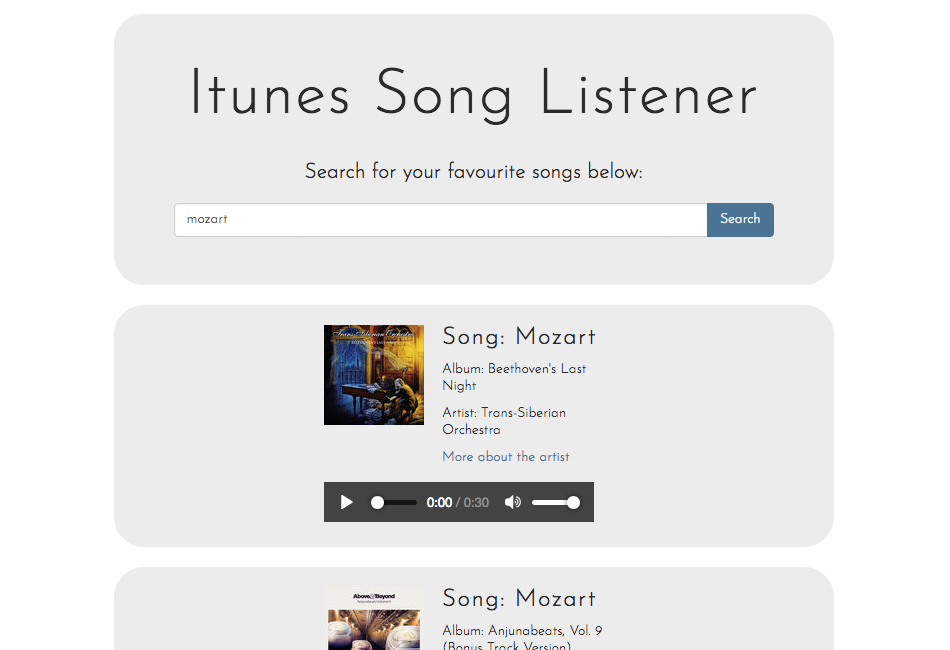 Itunes Song Listener
Search for your favourite songs below:
mozart
Search
Trans-Siberian Orchestra
Song: Mozart
Album: Beethoven's Last
Night
Artist: Trans-Siberian
Orchestra
More about the artist
0:00 / 0:30
Above&Beyond
Song: Mozart
Album: Anjunabeats, Vol. 9
(Bonus Track Version)